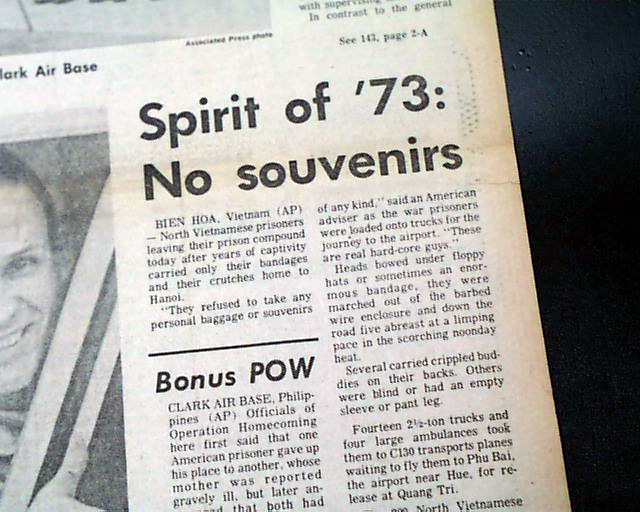 with supervising
In contrast to the general
See 143, page 2-A
Associated Press photo
lark Air Base
Spirit of '73:
No souvenirs
BIEN HOA, Vietnam (AP)
— North Vietnamese prisoners
leaving their prison compound
today after years of captivity
carried only their bandages
and their crutches home to
Hanoi.
"They refused to take any
personal baggage or souvenirs
of any kind," said an American
adviser as the war prisoners
were loaded onto trucks for the
journey to the airport. "These
are real hard-core guys."
Heads bowed under floppy
hats or sometimes an enor-
mous bandage, they were
marched out of the barbed
wire enclosure and down the
road five abreast at a limping
pace in the scorching noonday
heat.
Several carried crippled bud-
dies on their backs. Others
were blind or had an empty
sleeve or pant leg.
Fourteen 2½-ton trucks and
four large ambulances took
them to C130 transports planes
waiting to fly them to Phu Bai,
the airport near Hue, for re-
lease at Quang Tri.
200 North Vietnamese
Bonus POW
CLARK AIR BASE, Philip-
pines (AP) Officials of
Operation Homecoming
here first said that one
American prisoner gave up
his place to another, whose
mother was reported
gravely ill, but later an-
that both had